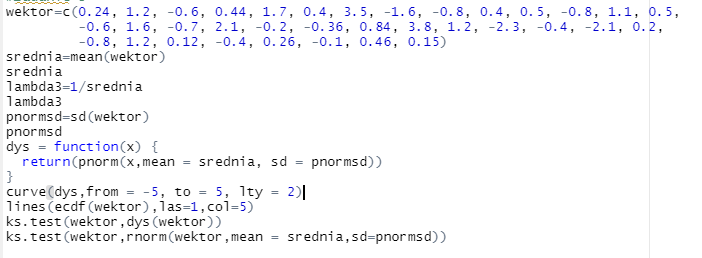 wektor=c(0.24, 1.2, -0.6, 0.44, 1.7, 0.4, 3.5, -1.6, -0.8, 0.4, 0.5, -0.8, 1.1, 0.5,
-0.6, 1.6, -0.7, 2.1, -0.2, -0.36, 0.84, 3.8, 1.2, -2.3, -0.4, -2.1, 0.2,
-0.8, 1.2, 0.12, -0.4, 0.26, -0.1, 0.46, 0.15)
srednia=mean(wektor)
srednia
lambda3=1/srednia
lambda3
pnormsd=sd(wektor)
pnormsd
dys = function(x) {
return(pnorm(x,mean = srednia, sd = pnormsd))
}
curve(dys,from = -5, to = 5, lty = 2)
lines(ecdf(wektor),las=1,col=5)
ks.test(wektor,dys(wektor))
ks.test(wektor,rnorm(wektor,mean = srednia,sd=pnormsd))